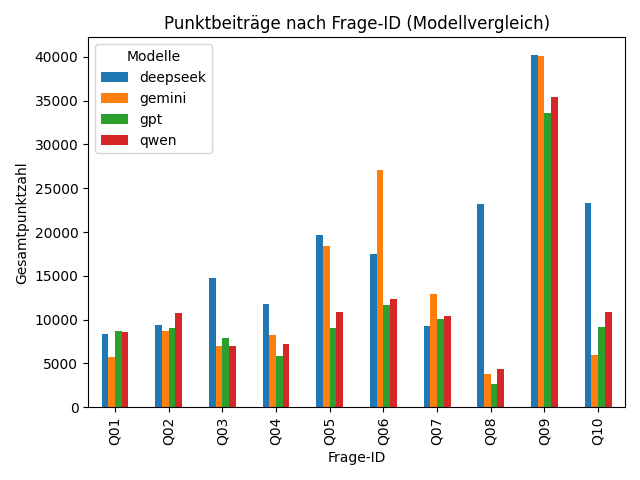 Punktbeiträge nach Frage-ID (Modellvergleich)
Modelle
deepseek
gemini
gpt
qwen
Gesamtpunktzahl
40000
35000
30000
25000
20000
15000
10000
5000
0
Q01 Q02 Q03 Q04 Q05 Q06 Q07 Q08 Q09 Q10
Frage-ID